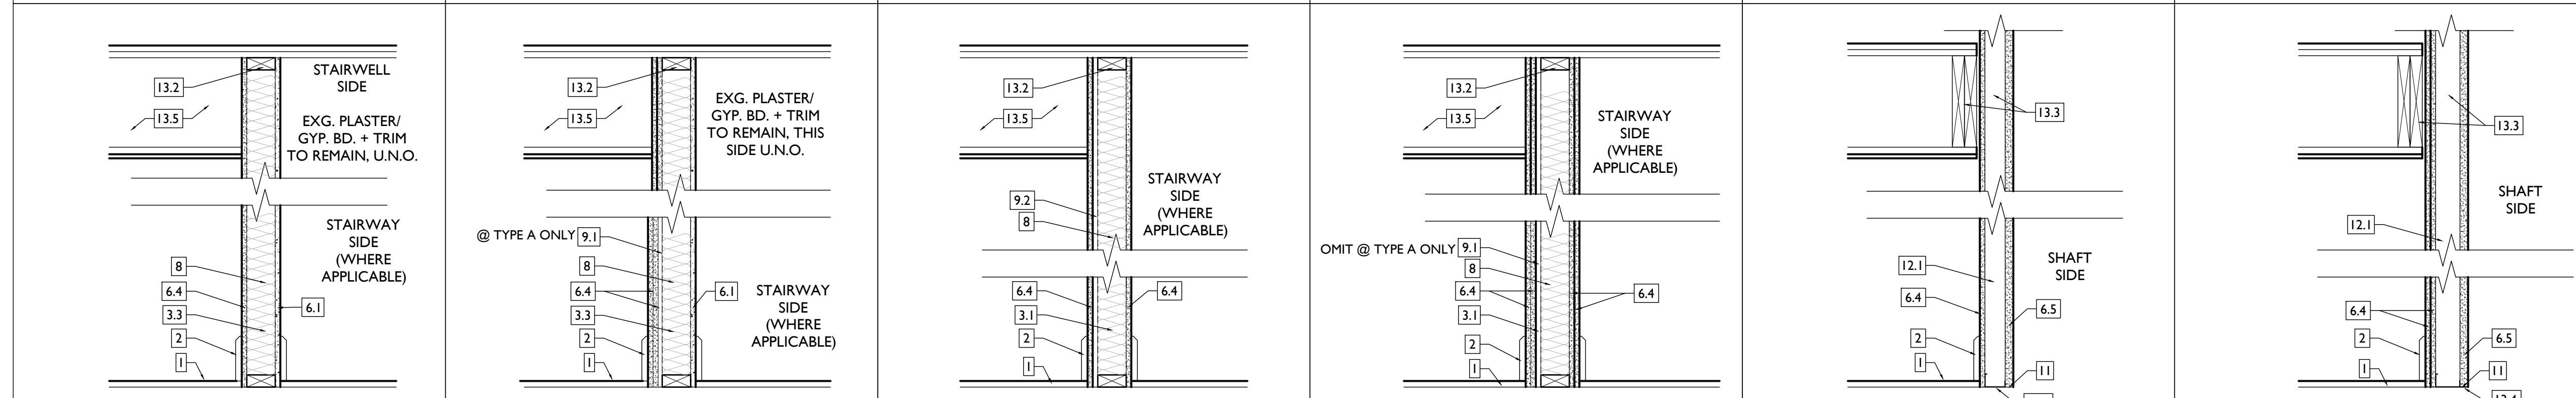 STAIRWELL
SIDE
13.2
13.5
EXG. PLASTER/
GYP. BD. + TRIM
TO REMAIN, U.N.O.
STAIRWAY
SIDE
(WHERE
APPLICABLE)
8
6.4
6.1
3.3
2
1
13.2
13.5
EXG. PLASTER/
GYP. BD. + TRIM
TO REMAIN, THIS
SIDE U.N.O.
@ TYPE A ONLY 9.1
8
6.4
6.1
3.3
2
1
STAIRWAY
SIDE
(WHERE
APPLICABLE)
13.2
13.5
STAIRWAY
SIDE
(WHERE
APPLICABLE)
9.2
8
6.4
6.4
3.1
2
1
13.2
13.5
STAIRWAY
SIDE
(WHERE
APPLICABLE)
OMIT @ TYPE A ONLY 9.1
8
6.4
6.4
3.1
2
1
13.3
12.1
SHAFT
SIDE
6.4
6.5
2
1
11
13.3
SHAFT
SIDE
12.1
6.4
2
6.5
1
11